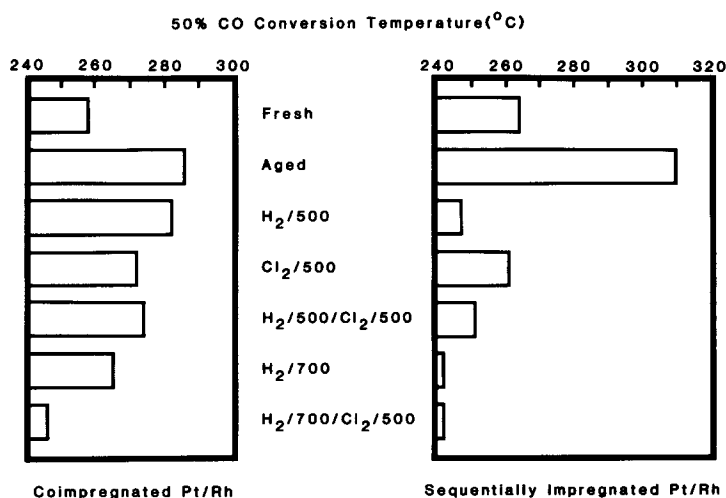 50% CO Conversion Temperature(°C)
240 260 280 300 240 260 280 300 320
Fresh
Aged
H₂/500
Cl₂/500
H₂/500/Cl₂/500
H₂/700
H₂/700/Cl₂/500
Coimpregnated Pt/Rh Sequentially Impregnated Pt/Rh